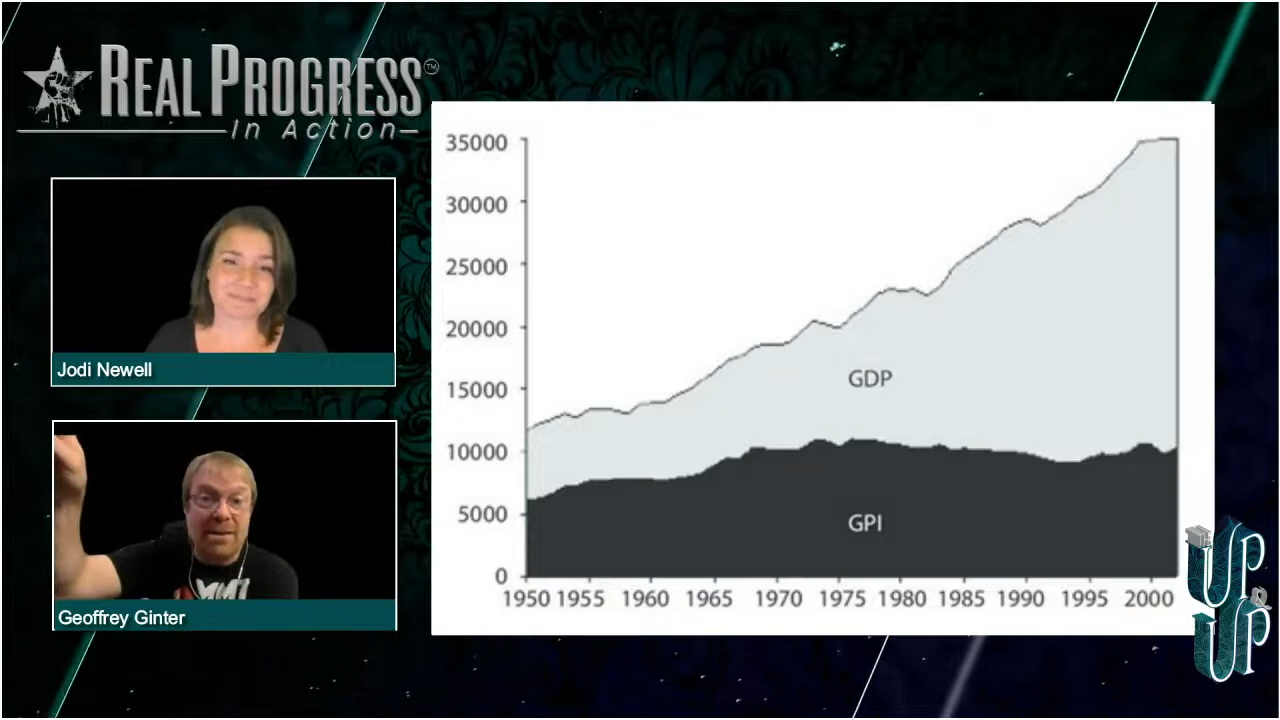 REAL PROGRESS™
In Action
Jodi Newell
Geoffrey Ginter
MMT
35000
30000
25000
20000
15000
10000
5000
0
GDP
GPI
1950 1955 1960 1965 1970 1975 1980 1985 1990 1995 2000
UP
R
UP